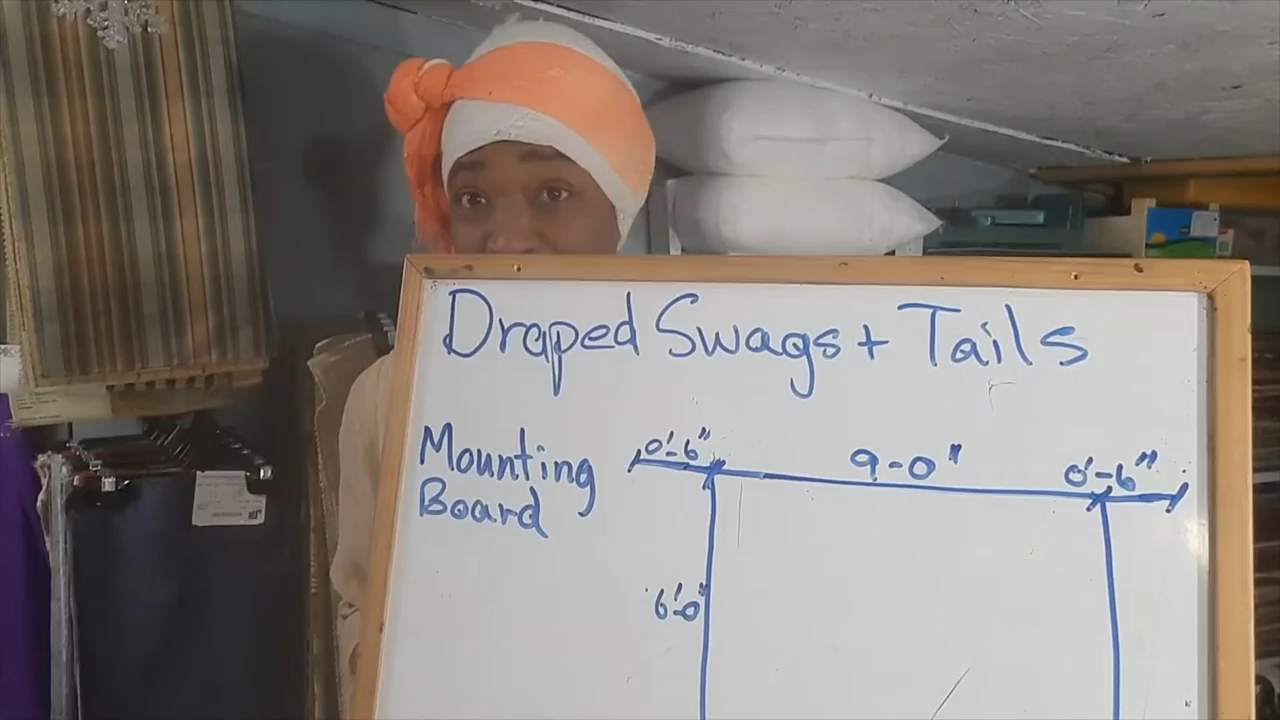 Draped Swags + Tails
Mounting
Board
0'-6"
9-0"
0'-6"
6'-0"